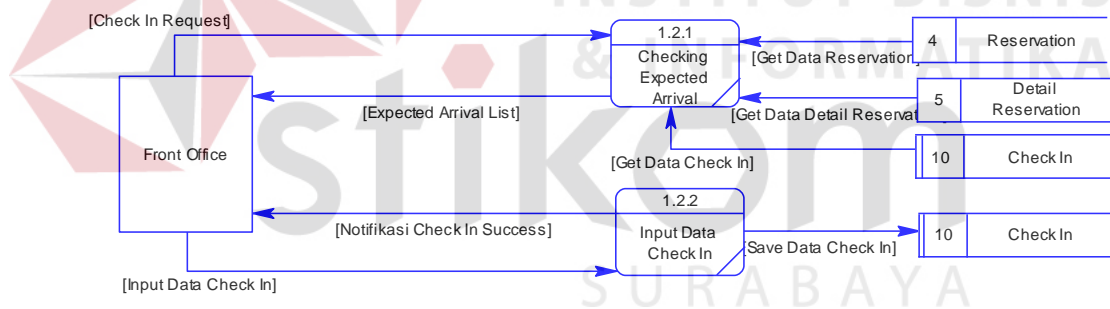 INSTITUT BISNIS
& INFORMATIKA
stikom
SURABAYA
[Check In Request]
1.2.1
Checking
Expected
Arrival
[Get Data Reservation]
4
Reservation
[Expected Arrival List]
[Get Data Detail Reservat
5
Detail
Reservation
Front Office
[Get Data Check In]
10
Check In
1.2.2
Input Data
Check In
[Notifikasi Check In Success]
[Save Data Check In]
10
Check In
[Input Data Check In]